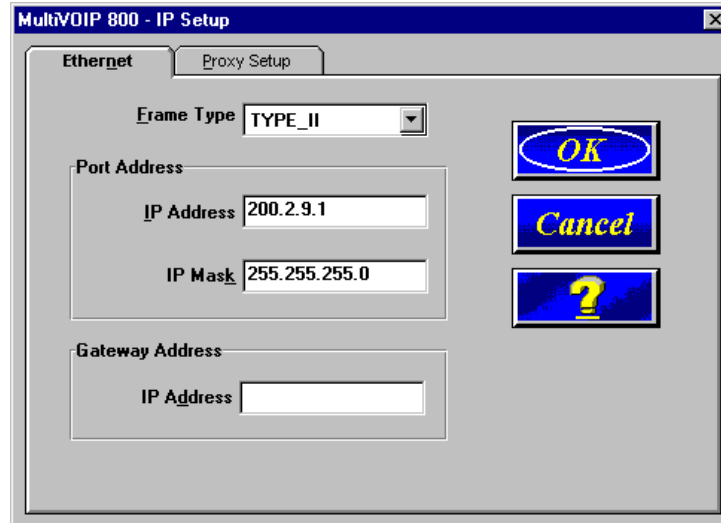 MultiVOIP 800 - IP Setup
Ethernet
Proxy Setup
Frame Type
TYPE_II
OK
Port Address
IP Address
200.2.9.1
Cancel
IP Mask
255.255.255.0
?
Gateway Address
IP Address